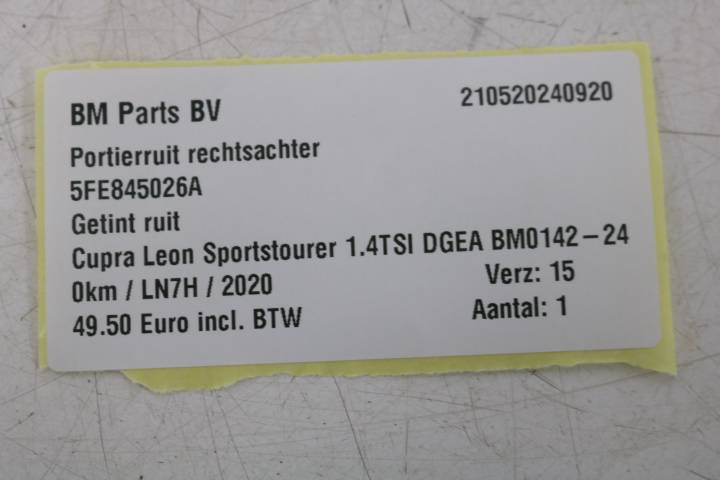 BM Parts BV 210520240920
Portierruit rechtsachter
5FE845026A
Getint ruit
Cupra Leon Sportstourer 1.4TSI DGEA BM0142-24
0km / LN7H / 2020 Verz: 15
49.50 Euro incl. BTW Aantal: 1